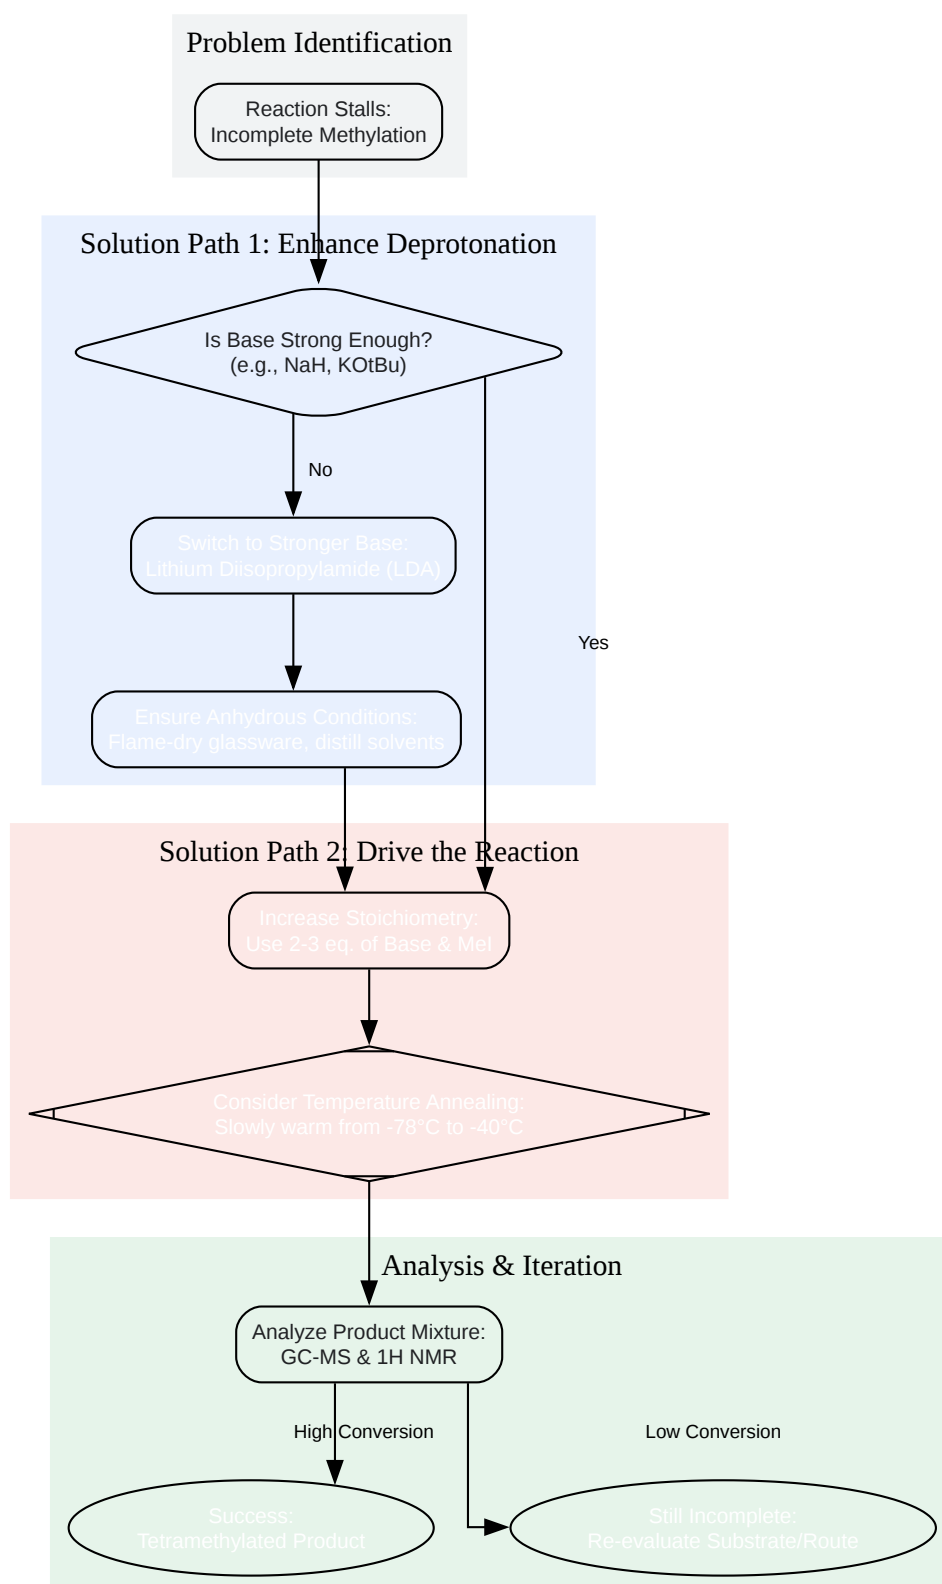 Problem Identification
Reaction Stalls:
Incomplete Methylation
Solution Path 1: Enhance Deprotonation
Is Base Strong Enough?
(e.g., NaH, KOtBu)
No
Switch to Stronger Base:
Lithium Diisopropylamide (LDA)
Yes
Ensure Anhydrous Conditions:
Flame-dry glassware, distill solvents
Solution Path 2: Drive the Reaction
Increase Stoichiometry:
Use 2-3 eq. of Base & MeI
Consider Temperature Annealing:
Slowly warm from -78°C to -40°C
Analysis & Iteration
Analyze Product Mixture:
GC-MS & 1H NMR
High Conversion
Low Conversion
Success:
Tetramethylated Product
Still Incomplete:
Re-evaluate Substrate/Route